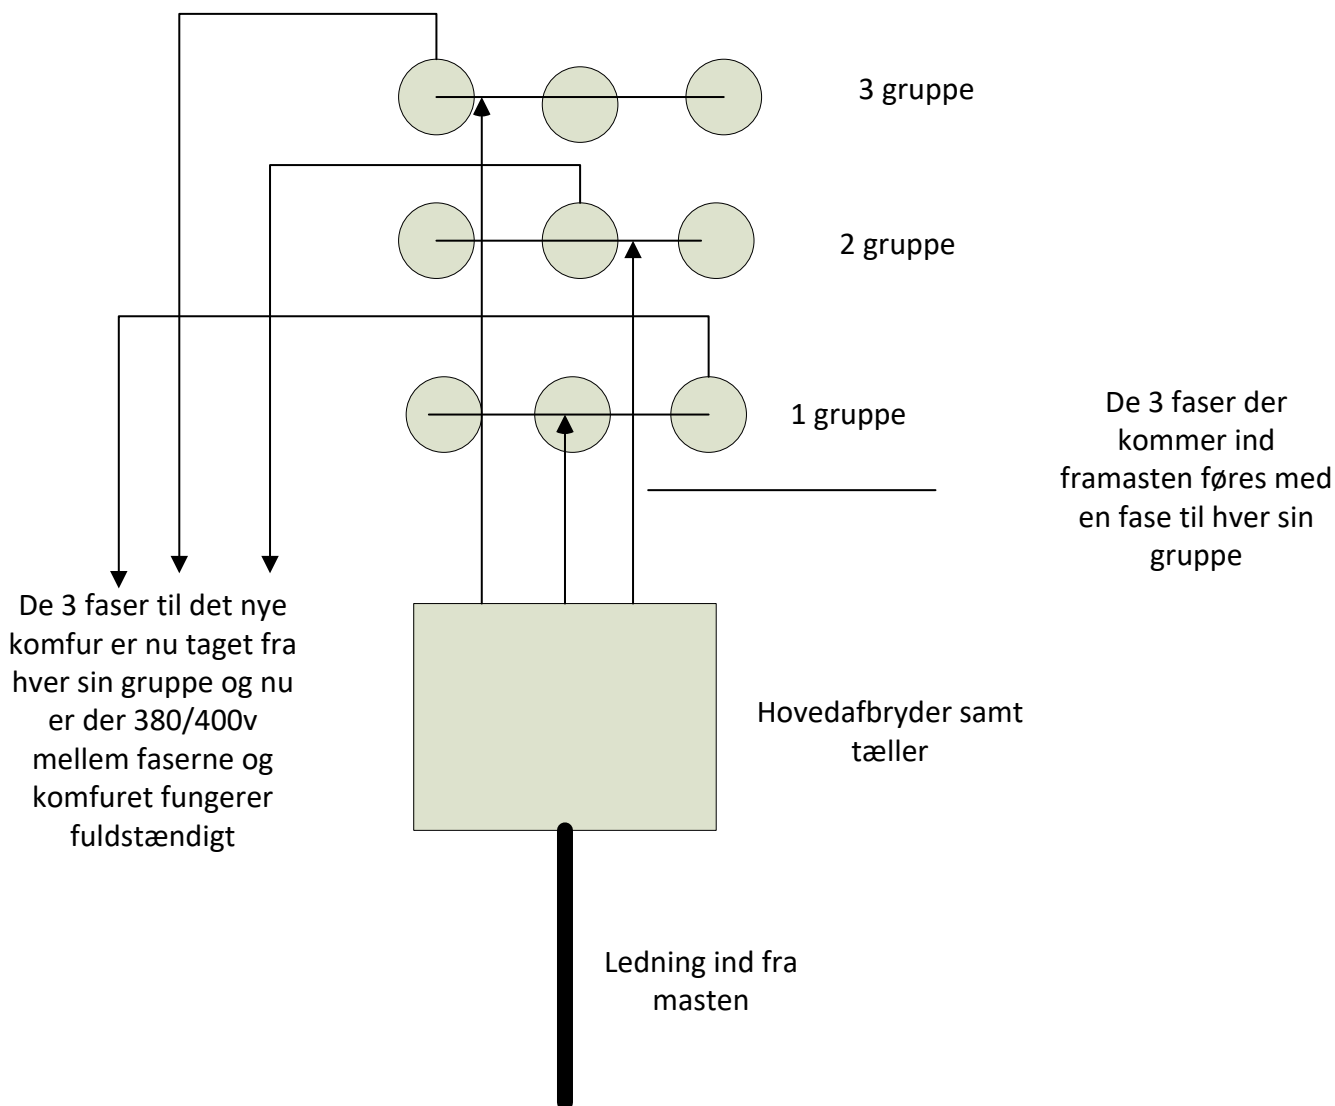 3 gruppe
2 gruppe
1 gruppe
De 3 faser der
kommer ind
framasten føres med
en fase til hver sin
gruppe
De 3 faser til det nye
komfur er nu taget fra
hver sin gruppe og nu
er der 380/400v
mellem faserne og
komfuret fungerer
fuldstændigt
Hovedafbryder samt
tæller
Ledning ind fra
masten